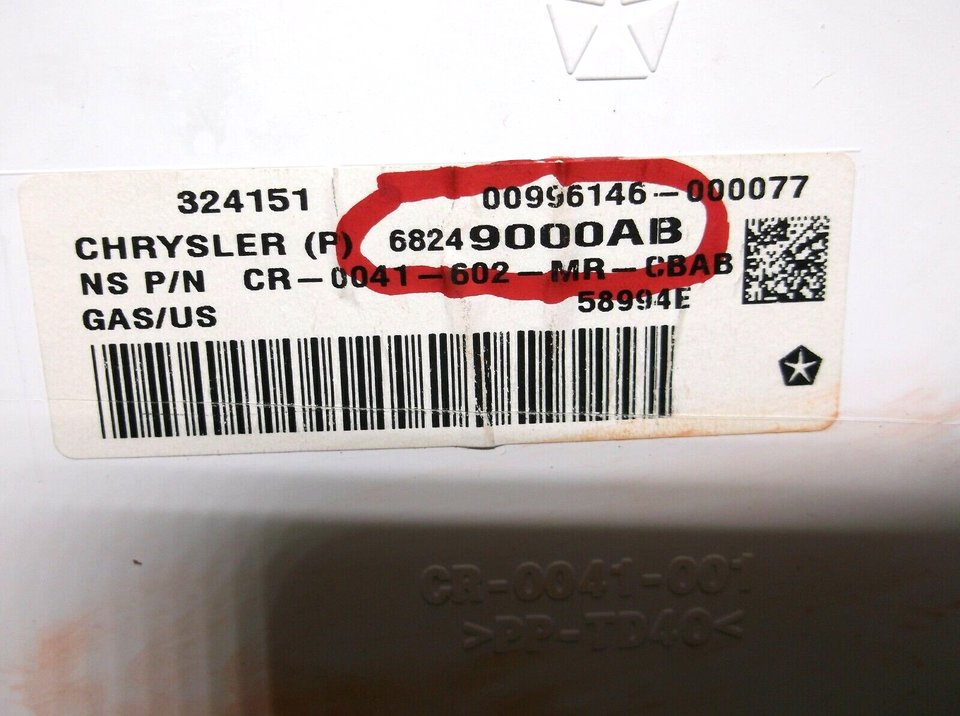 324151 00996146-000077
CHRYSLER (P) 68249000AB
NS P/N CR-0041-602-MR-CBAB
GAS/US 58994E
CR-0041-001
>PP-TD40<